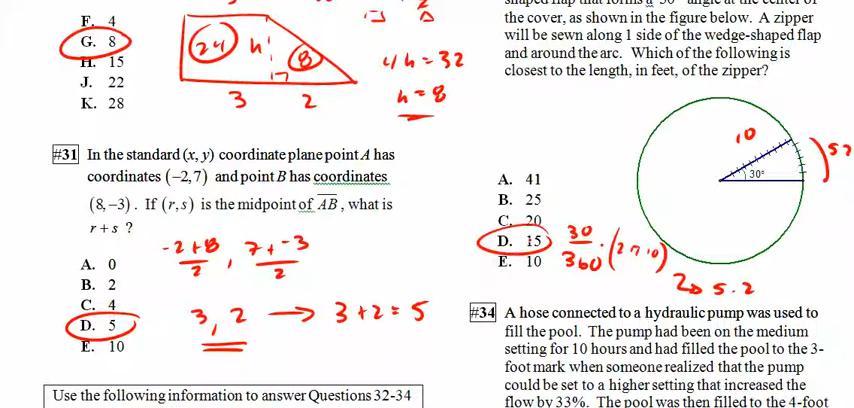 F. 4
G. 8
H. 15
J. 22
K. 28
24
h
8
3
2
4h = 32
h = 8
#31 In the standard (x, y) coordinate plane point A has
coordinates (−2,7) and point B has coordinates
(8,−3). If (r,s) is the midpoint of AB, what is
r + s ?
A. 0
B. 2
C. 4
D. 5
E. 10
-2+8/2, 7+-3/2
3, 2 → 3+2=5
Use the following information to answer Questions 32-34
the cover, as shown in the figure below. A zipper
will be sewn along 1 side of the wedge-shaped flap
and around the arc. Which of the following is
closest to the length, in feet, of the zipper?
A. 41
B. 25
C. 20
D. 15
E. 10
10
30°
30/360 · (2π10)
5.2
#34 A hose connected to a hydraulic pump was used to
fill the pool. The pump had been on the medium
setting for 10 hours and had filled the pool to the 3-
foot mark when someone realized that the pump
could be set to a higher setting that increased the
flow by 33%. The pool was then filled to the 4-foot